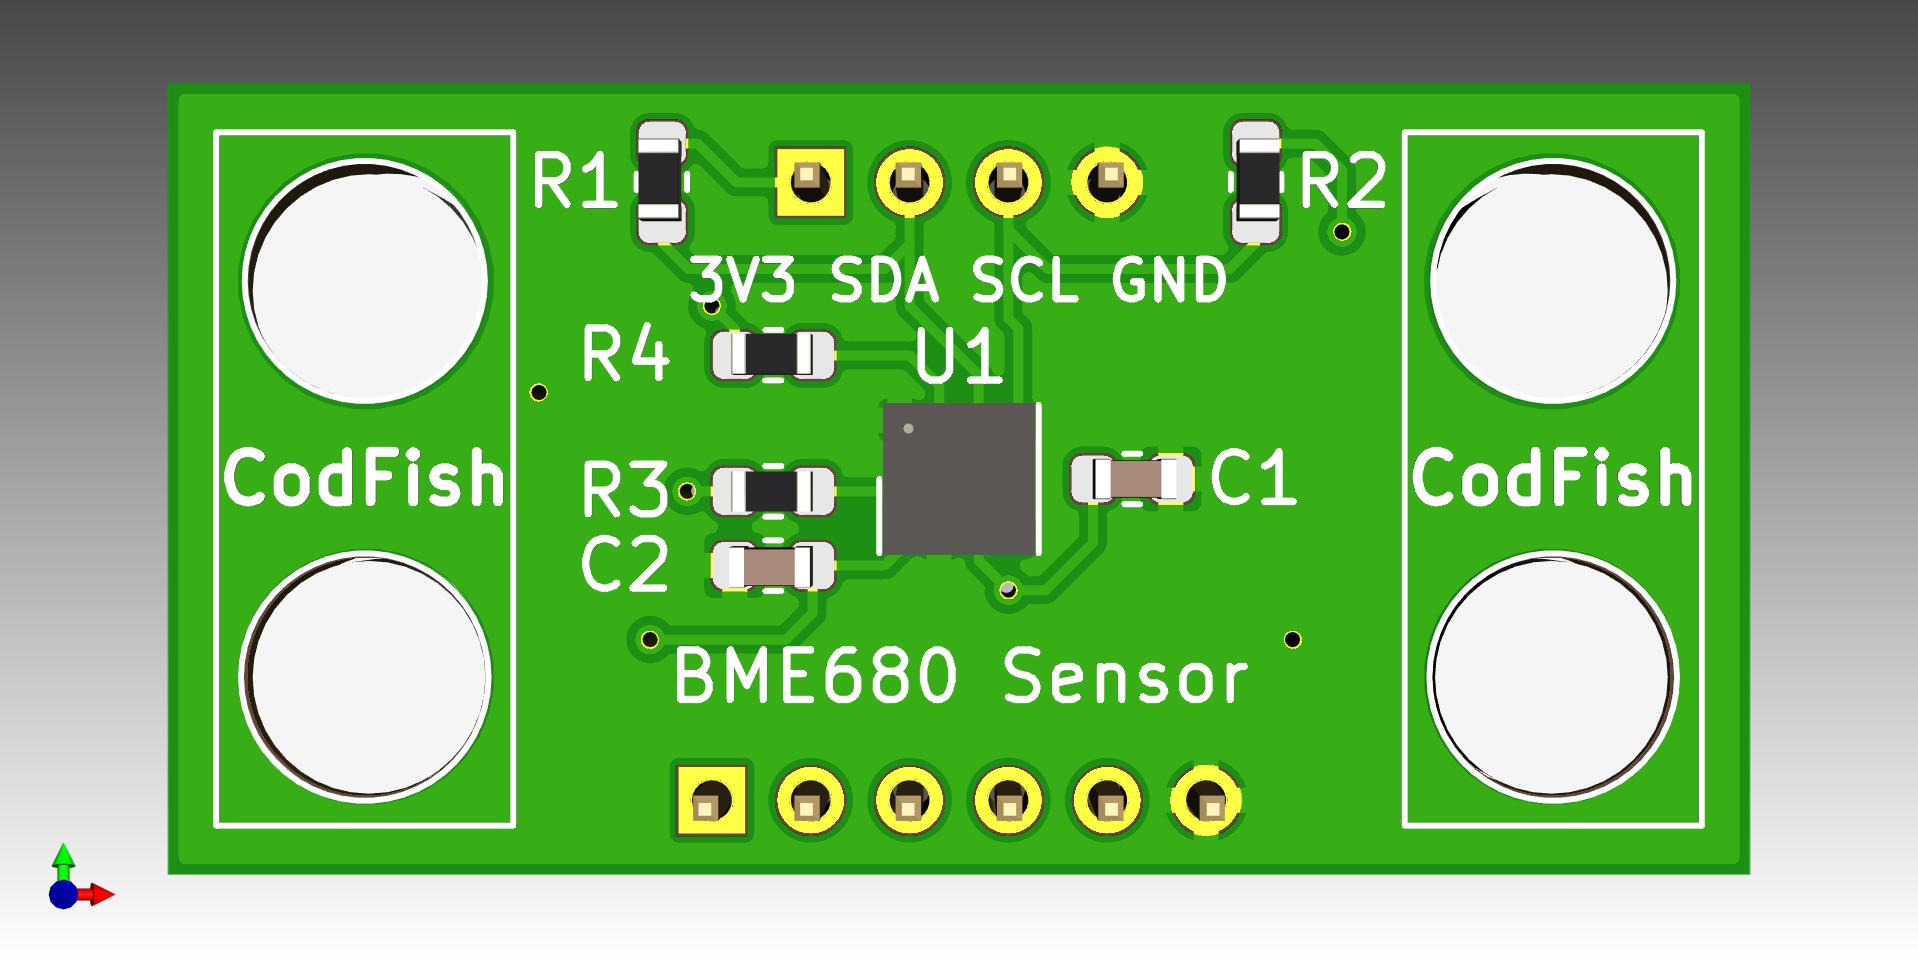 R1
R2
3V3 SDA SCL GND
R4
U1
CodFish
R3
C1
CodFish
C2
BME680 Sensor